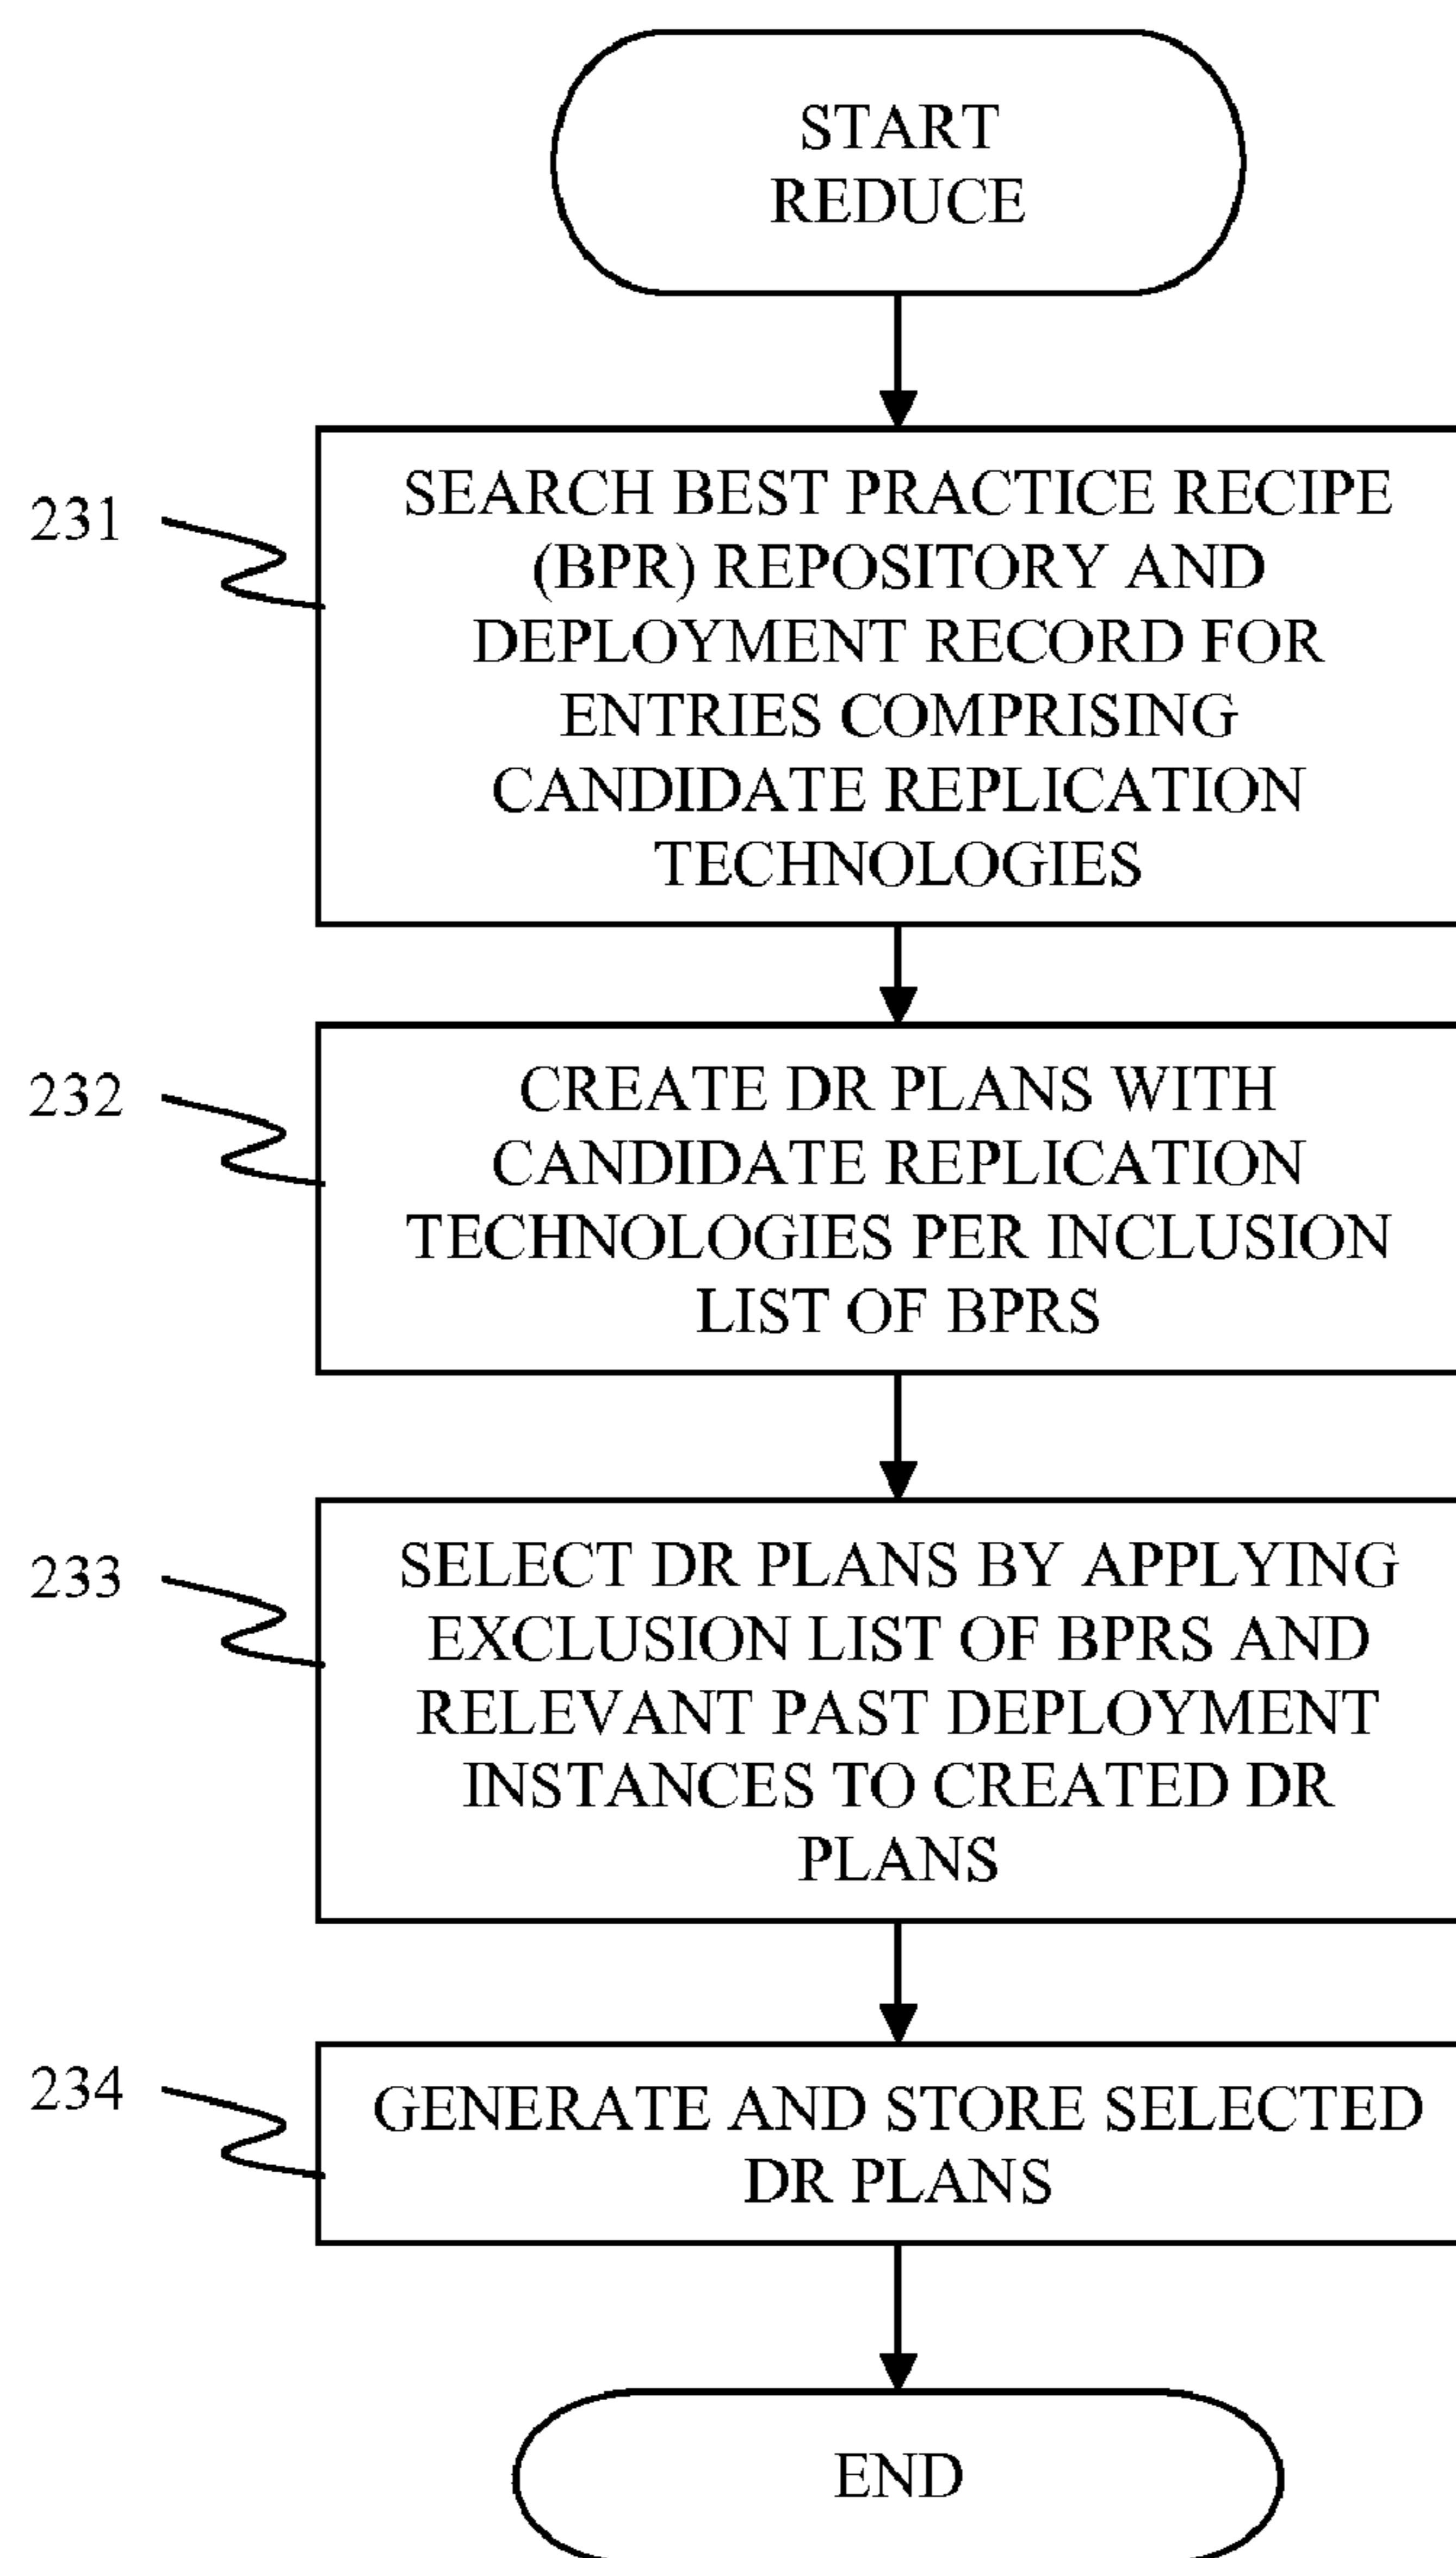 START
REDUCE
231
SEARCH BEST PRACTICE RECIPE
(BPR) REPOSITORY AND
DEPLOYMENT RECORD FOR
ENTRIES COMPRISING
CANDIDATE REPLICATION
TECHNOLOGIES
232
CREATE DR PLANS WITH
CANDIDATE REPLICATION
TECHNOLOGIES PER INCLUSION
LIST OF BPRS
233
SELECT DR PLANS BY APPLYING
EXCLUSION LIST OF BPRS AND
RELEVANT PAST DEPLOYMENT
INSTANCES TO CREATED DR
PLANS
234
GENERATE AND STORE SELECTED
DR PLANS
END